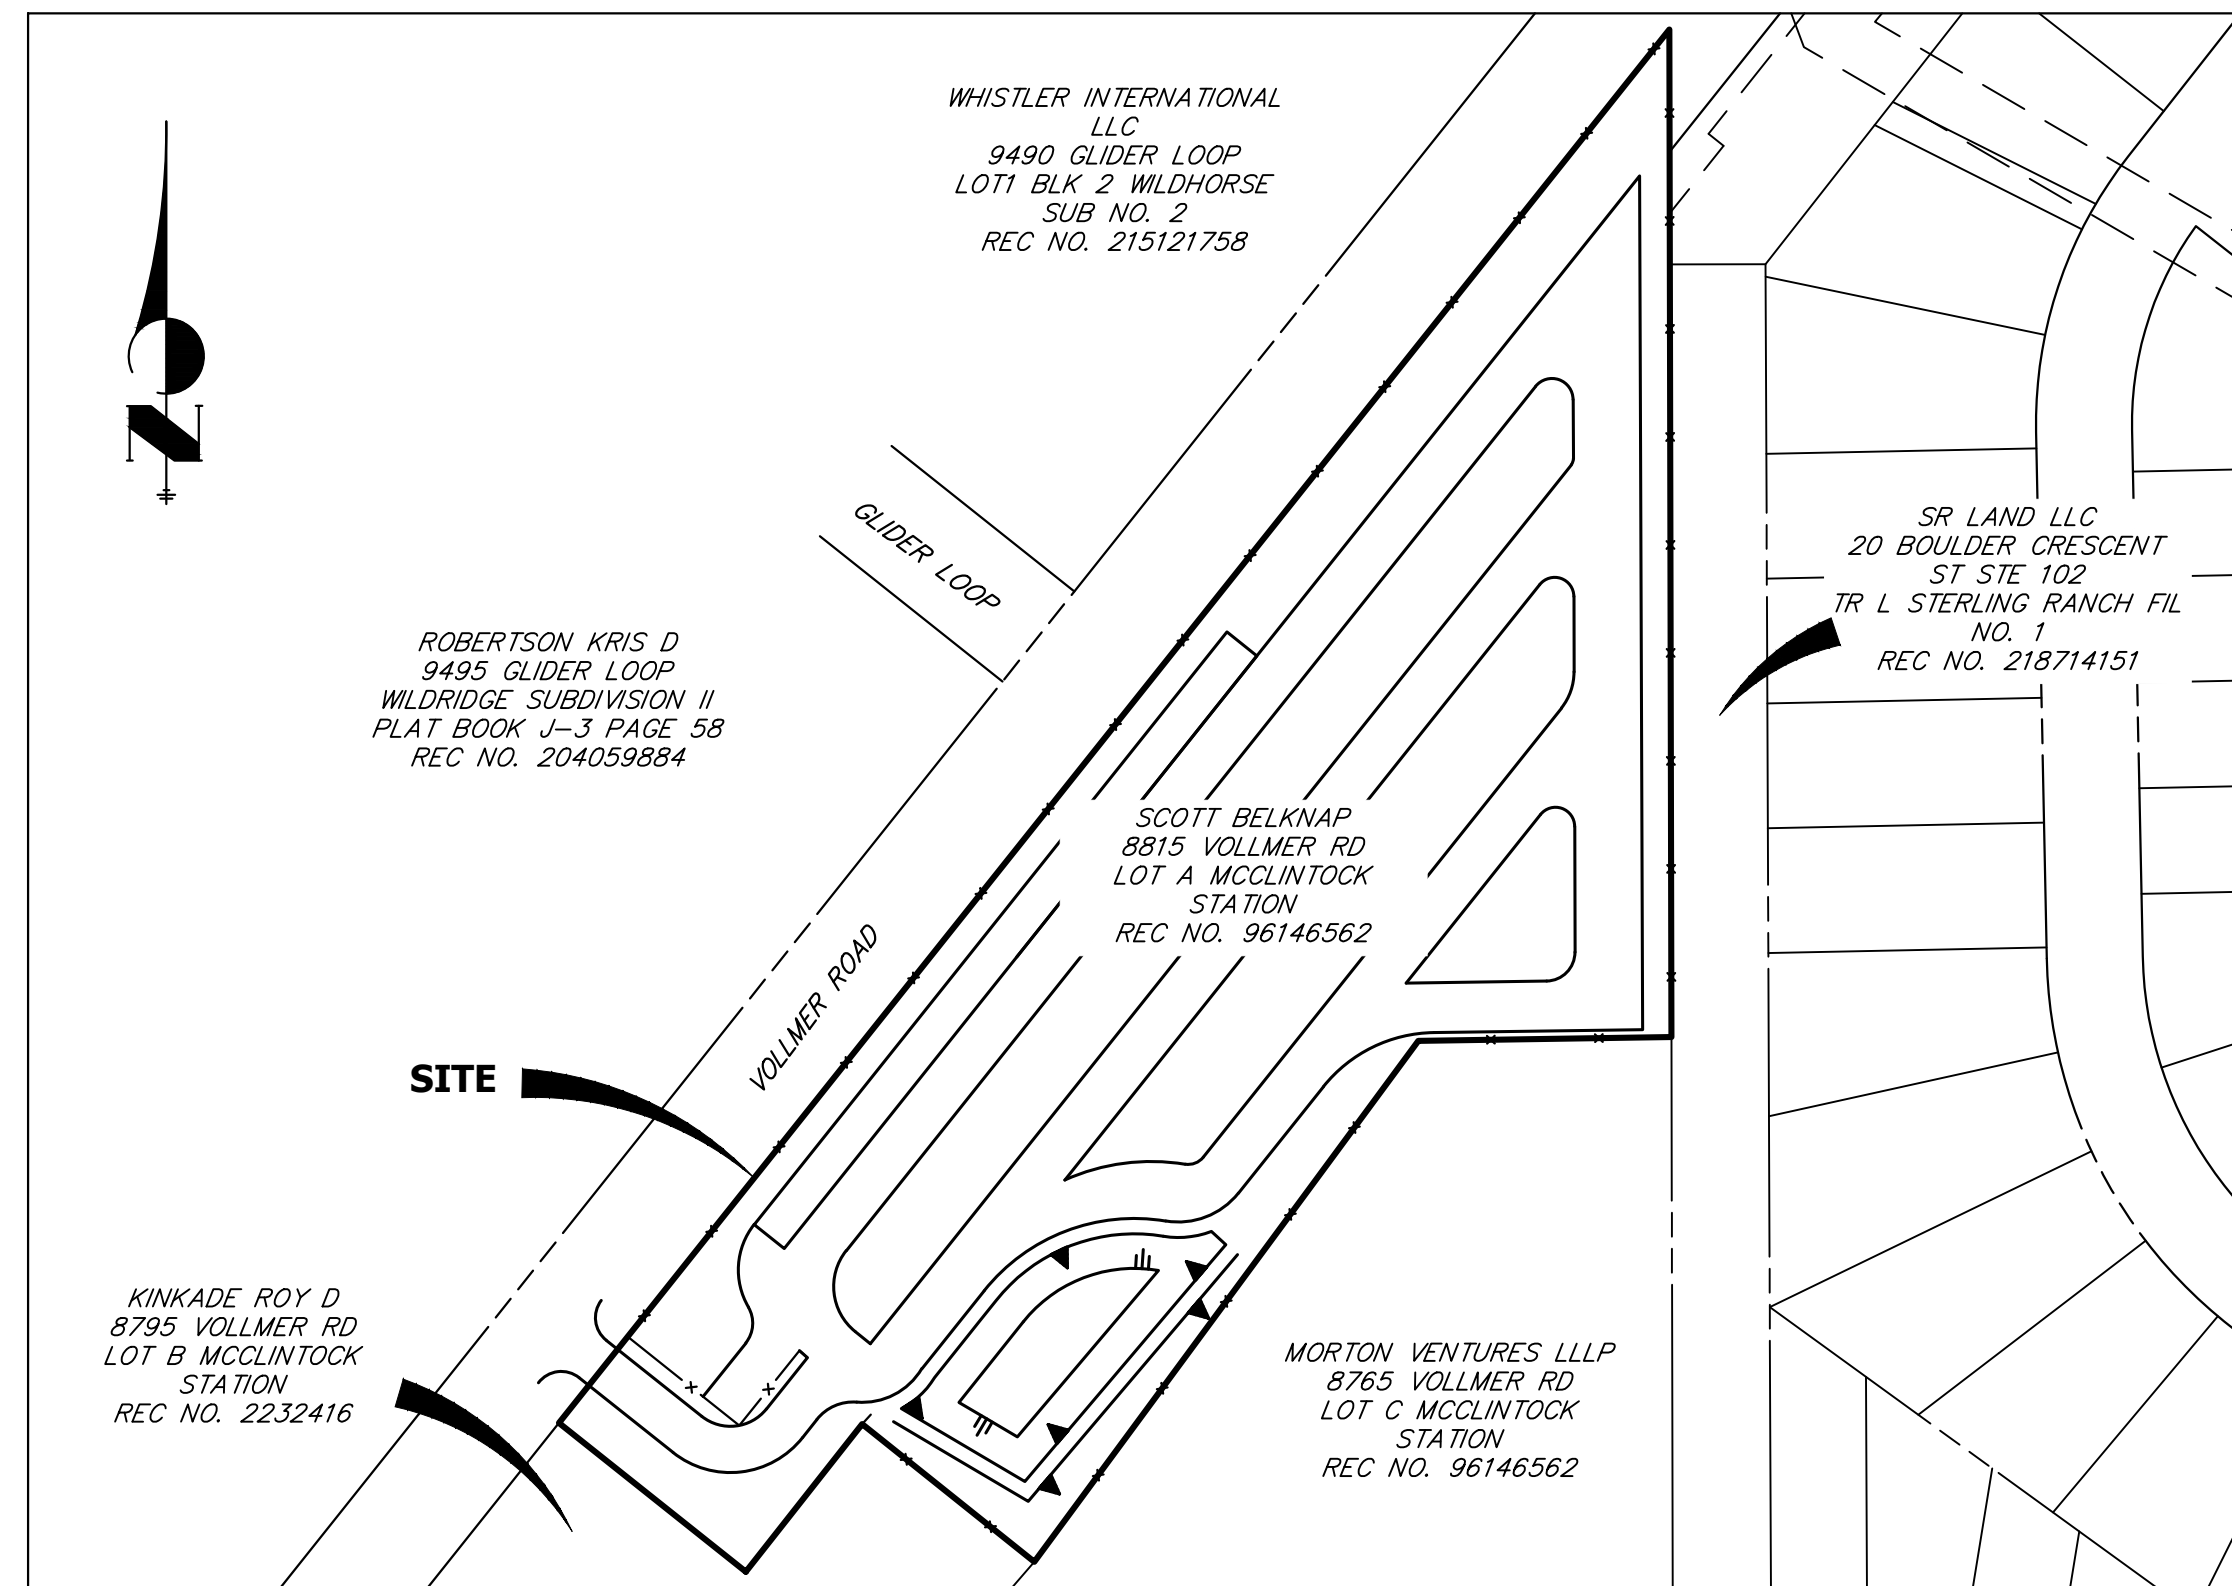 WHISTLER INTERNATIONAL
LLC
9490 GLIDER LOOP
LOT1 BLK 2 WILDHORSE
SUB NO. 2
REC NO. 215121758
N
GLIDER LOOP
SR LAND LLC
20 BOULDER CRESCENT
ST STE 102
TR L STERLING RANCH FIL
NO. 1
REC NO. 218714151
ROBERTSON KRIS D
9495 GLIDER LOOP
WILDRIDGE SUBDIVISION II
PLAT BOOK J-3 PAGE 58
REC NO. 204059884
SCOTT BELKNAP
8815 VOLLMER RD
LOT A MCCLINTOCK
STATION
REC NO. 96146562
VOLLMER ROAD
SITE
KINKADE ROY D
8795 VOLLMER RD
LOT B MCCLINTOCK
STATION
REC NO. 2232416
MORTON VENTURES LLLP
8765 VOLLMER RD
LOT C MCCLINTOCK
STATION
REC NO. 96146562